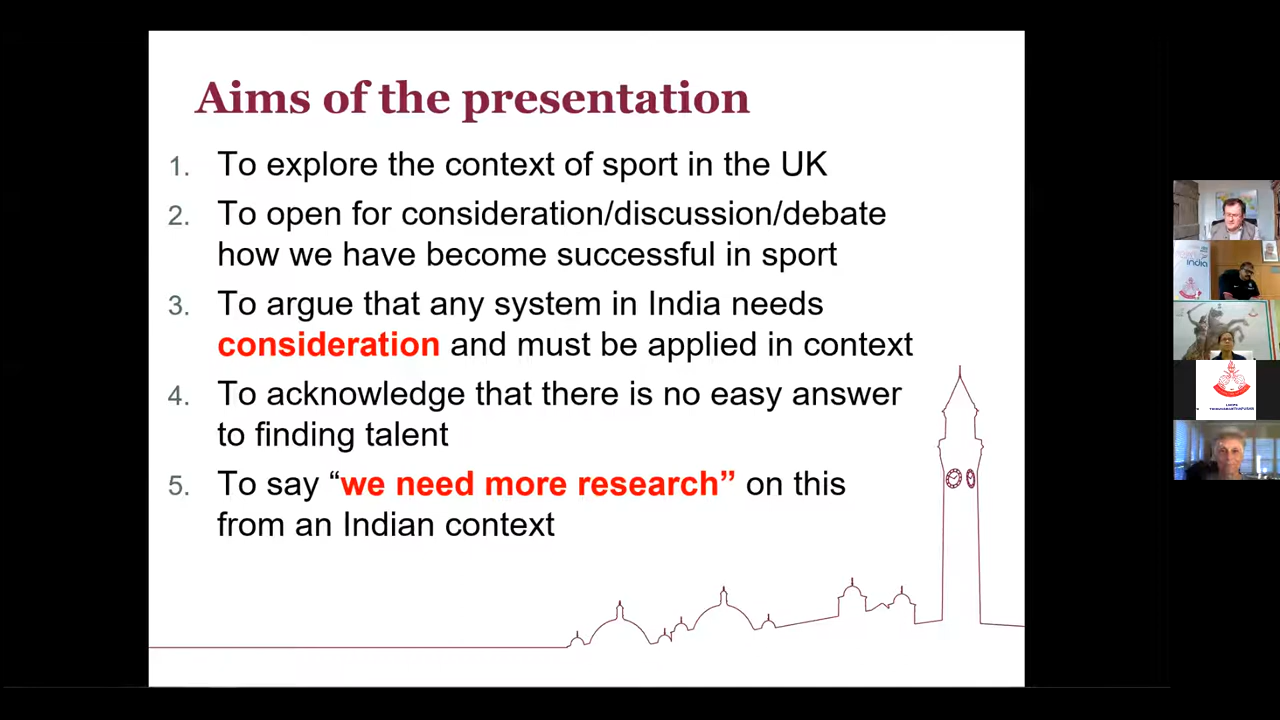 Aims of the presentation
1. To explore the context of sport in the UK
2. To open for consideration/discussion/debate
how we have become successful in sport
3. To argue that any system in India needs
consideration and must be applied in context
4. To acknowledge that there is no easy answer
to finding talent
5. To say “we need more research” on this
from an Indian context
india